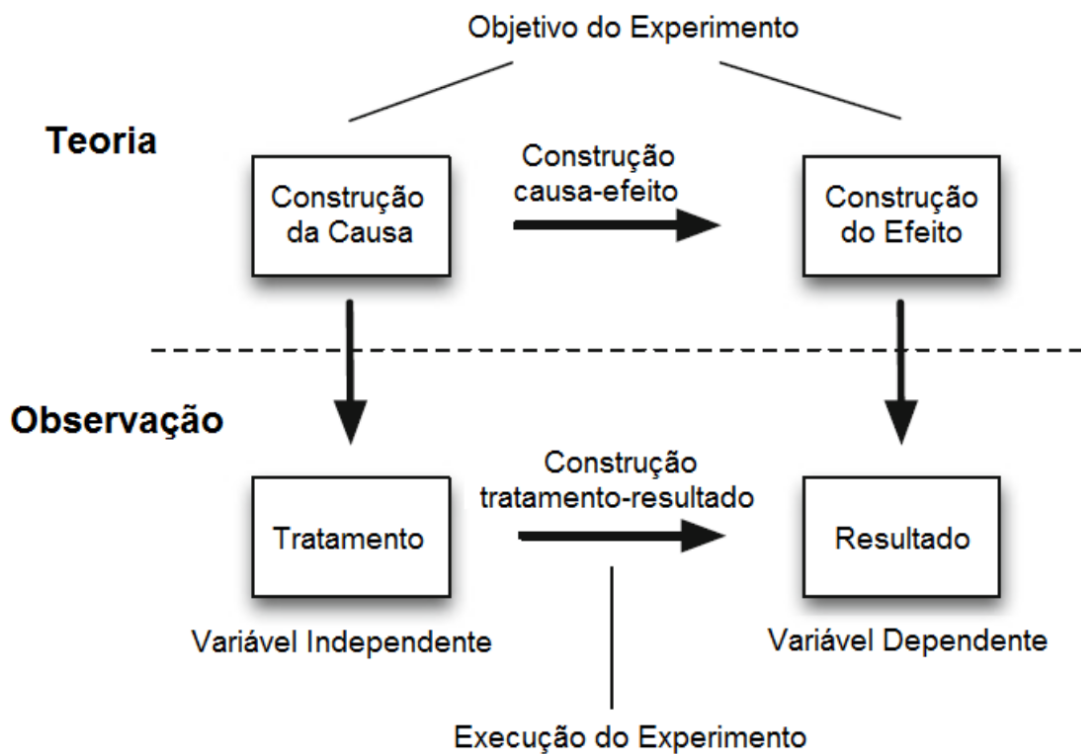 Objetivo do Experimento
Teoria
Construção
causa-efeito
Construção
da Causa
Construção
do Efeito
Observação
Construção
tratamento-resultado
Tratamento
Resultado
Variável Independente
Variável Dependente
Execução do Experimento